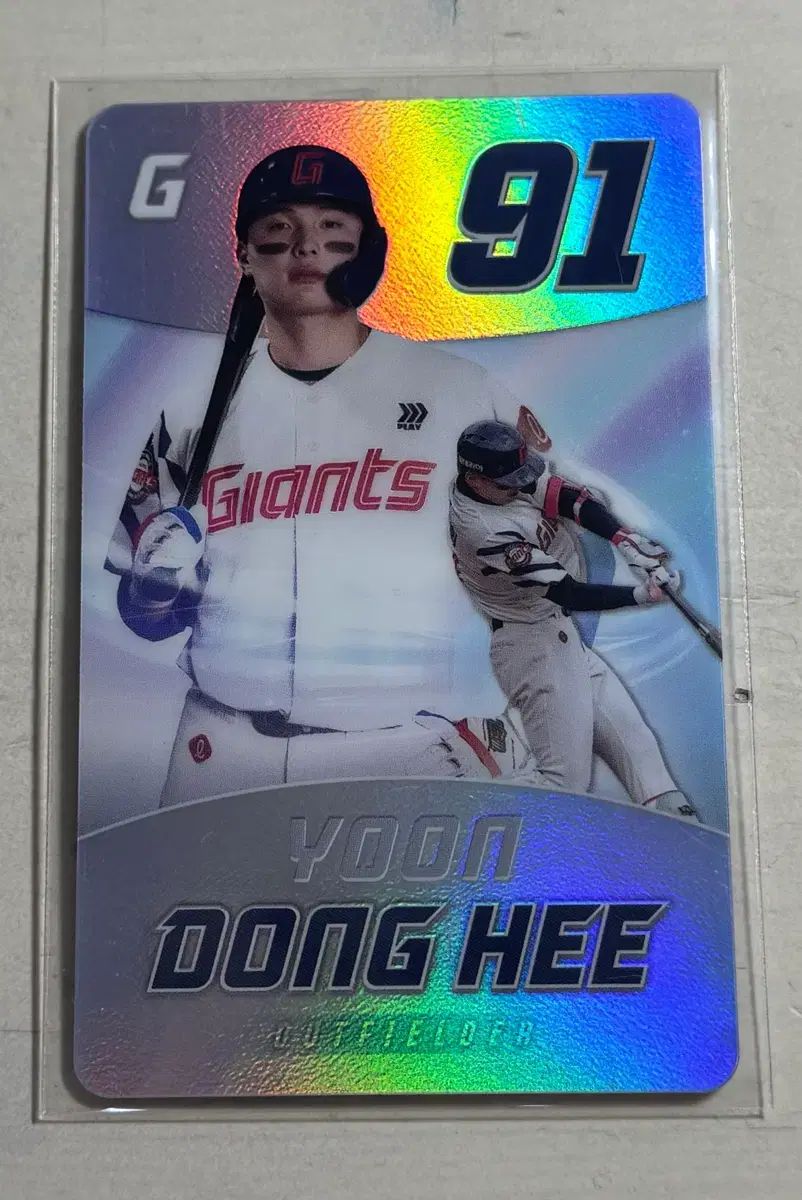 G
91
G
PLAY
Giants
YOON
DONG HEE
OUTFIELDER